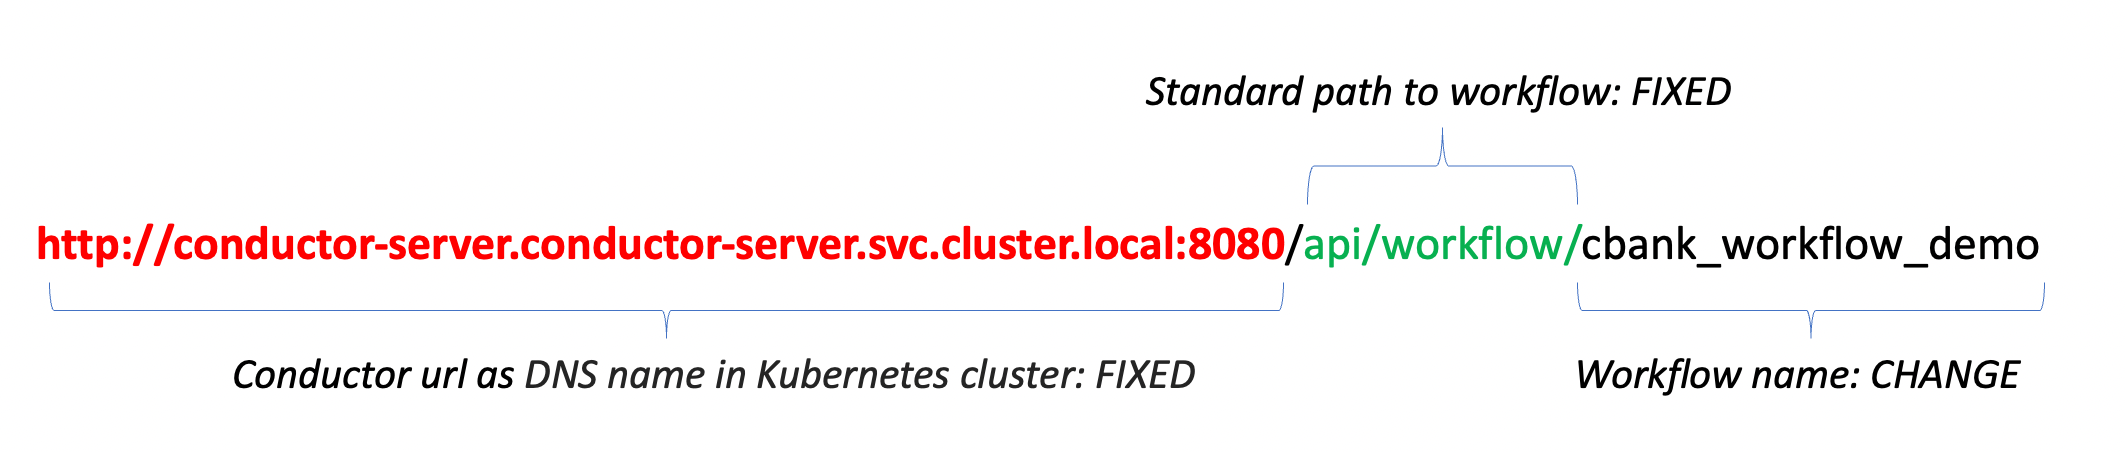 Standard path to workflow: FIXED
http://conductor-server.conductor-server.svc.cluster.local:8080/api/workflow/cbank_workflow_demo
Conductor url as DNS name in Kubernetes cluster: FIXED
Workflow name: CHANGE